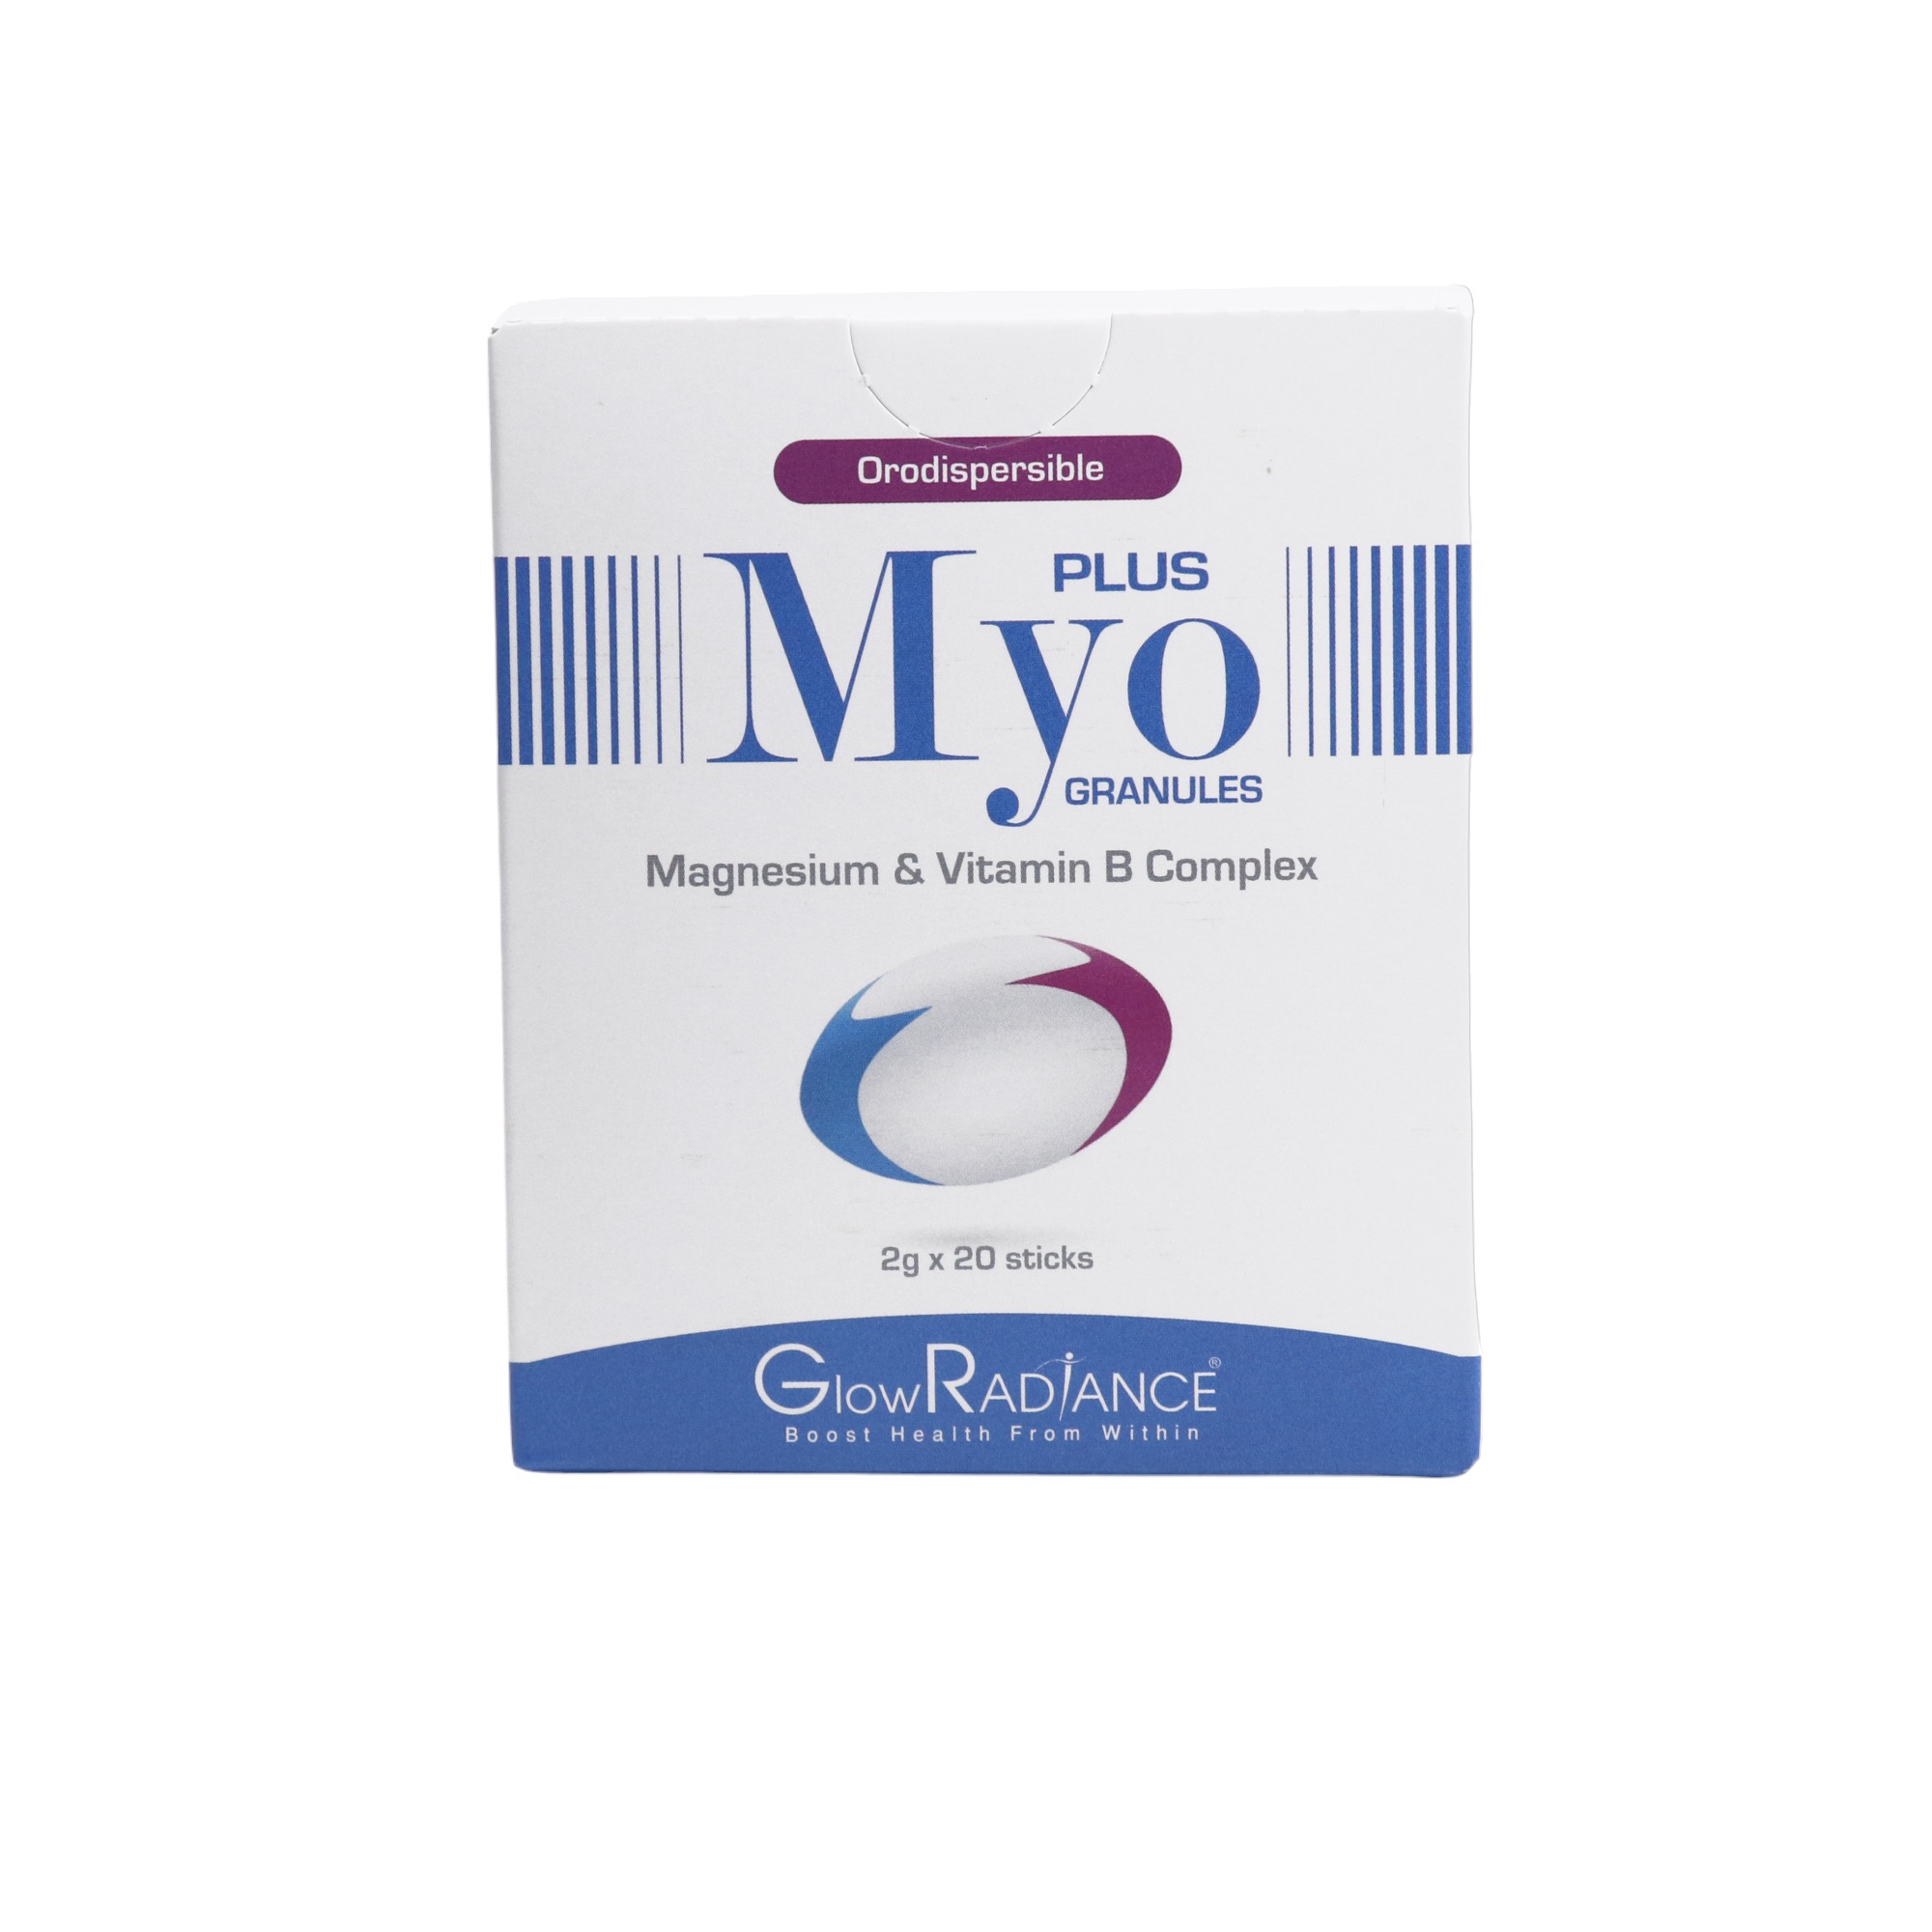 Orodispersible
Myo PLUS
GRANULES
Magnesium & Vitamin B Complex
2g x 20 sticks
GLOWRADIANCE®
Boost Health From Within